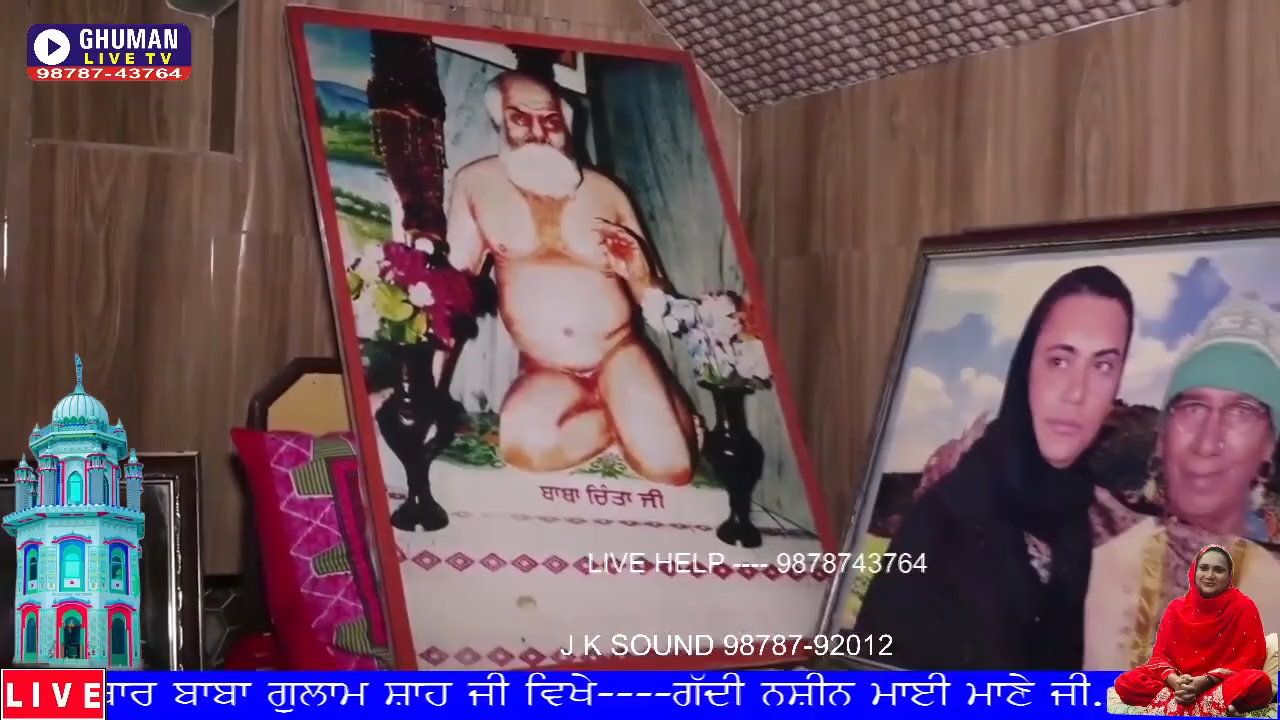 GHUMAN
LIVE TV
98787-43764
ਬਾਬਾ ਚਿੰਤਾ ਜੀ
LIVE HELP ---- 9878743764
J K SOUND 98787-92012
LIVE
ਬਾਬਾ ਗੁਲਾਮ ਸ਼ਾਹ ਜੀ ਵਿਖੇ----ਗੱਦੀ ਨਸ਼ੀਨ ਮਾਈ ਮਾਣੇ ਜੀ.